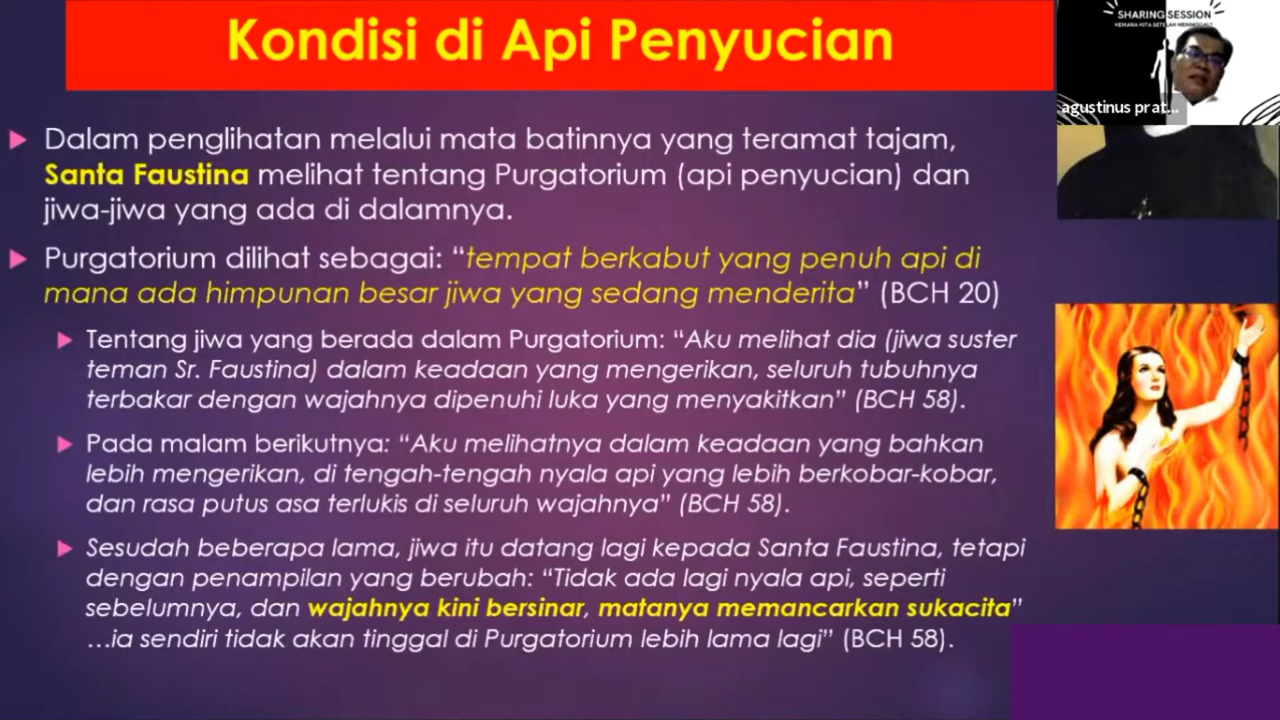 Kondisi di Api Penyucian
Dalam penglihatan melalui mata batinnya yang teramat tajam,
Santa Faustina melihat tentang Purgatorium (api penyucian) dan
jiwa-jiwa yang ada di dalamnya.
Purgatorium dilihat sebagai: “tempat berkabut yang penuh api di
mana ada himpunan besar jiwa yang sedang menderita” (BCH 20)
Tentang jiwa yang berada dalam Purgatorium: “Aku melihat dia (jiwa suster
teman Sr. Faustina) dalam keadaan yang mengerikan, seluruh tubuhnya
terbakar dengan wajahnya dipenuhi luka yang menyakitkan” (BCH 58).
Pada malam berikutnya: “Aku melihatnya dalam keadaan yang bahkan
lebih mengerikan, di tengah-tengah nyala api yang lebih berkobar-kobar,
dan rasa putus asa terlukis di seluruh wajahnya” (BCH 58).
Sesudah beberapa lama, jiwa itu datang lagi kepada Santa Faustina, tetapi
dengan penampilan yang berubah: “Tidak ada lagi nyala api, seperti
sebelumnya, dan wajahnya kini bersinar, matanya memancarkan sukacita”
…ia sendiri tidak akan tinggal di Purgatorium lebih lama lagi” (BCH 58).
SHARING SESSION
KEMANA KITA SETELAH MENINGGAL?
agustinus prat...